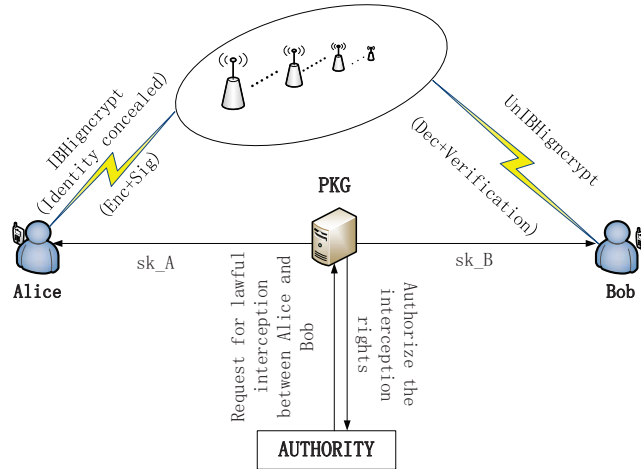 IBHigncrypt
(Identity concealed)
(Enc+Sig)
UnIBHigncrypt
(Dec+Verification)
PKG
sk_A
sk_B
Alice
Bob
Request for lawful
interception
between Alice and
Bob
Authorize the
interception
rights
AUTHORITY